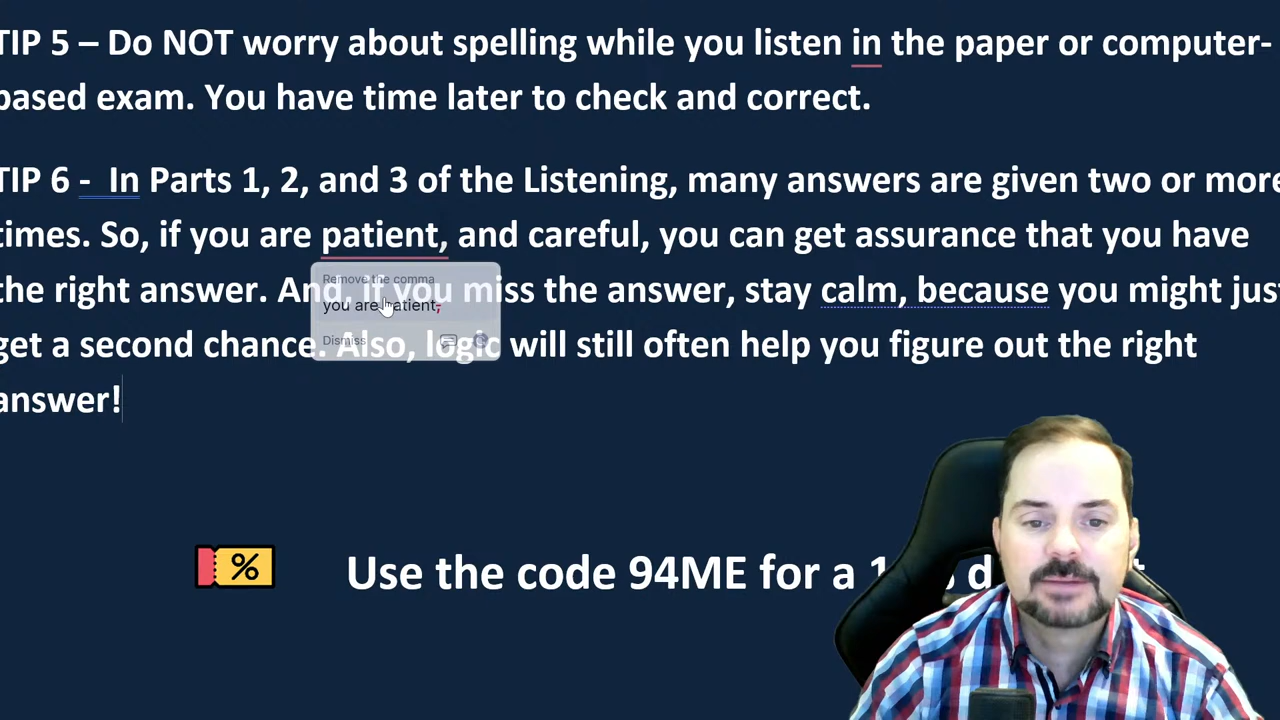 TIP 5 – Do NOT worry about spelling while you listen in the paper or computer-
based exam. You have time later to check and correct.
TIP 6 -  In Parts 1, 2, and 3 of the Listening, many answers are given two or more
times. So, if you are patient, and careful, you can get assurance that you have
the right answer. And, if you miss the answer, stay calm, because you might just
get a second chance. Also, logic will still often help you figure out the right
answer!
Remove the comma
you are patient,
Dismiss
Use the code 94ME for a